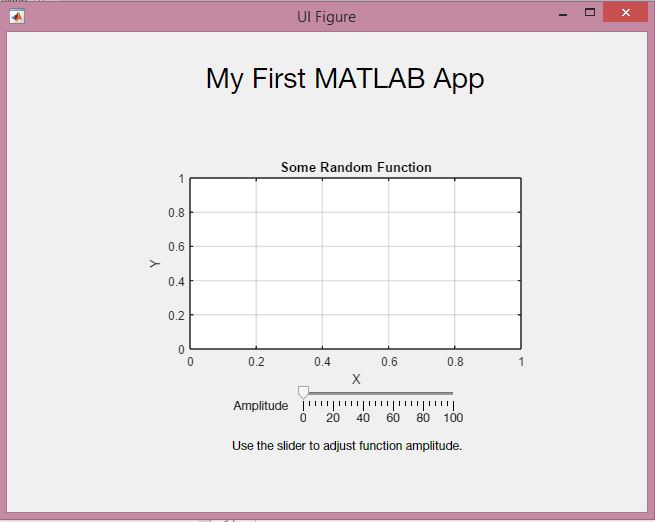 UI Figure
My First MATLAB App
Some Random Function
1
0.8
0.6
0.4
0.2
0
Y
0 0.2 0.4 0.6 0.8 1
X
Amplitude
0 20 40 60 80 100
Use the slider to adjust function amplitude.